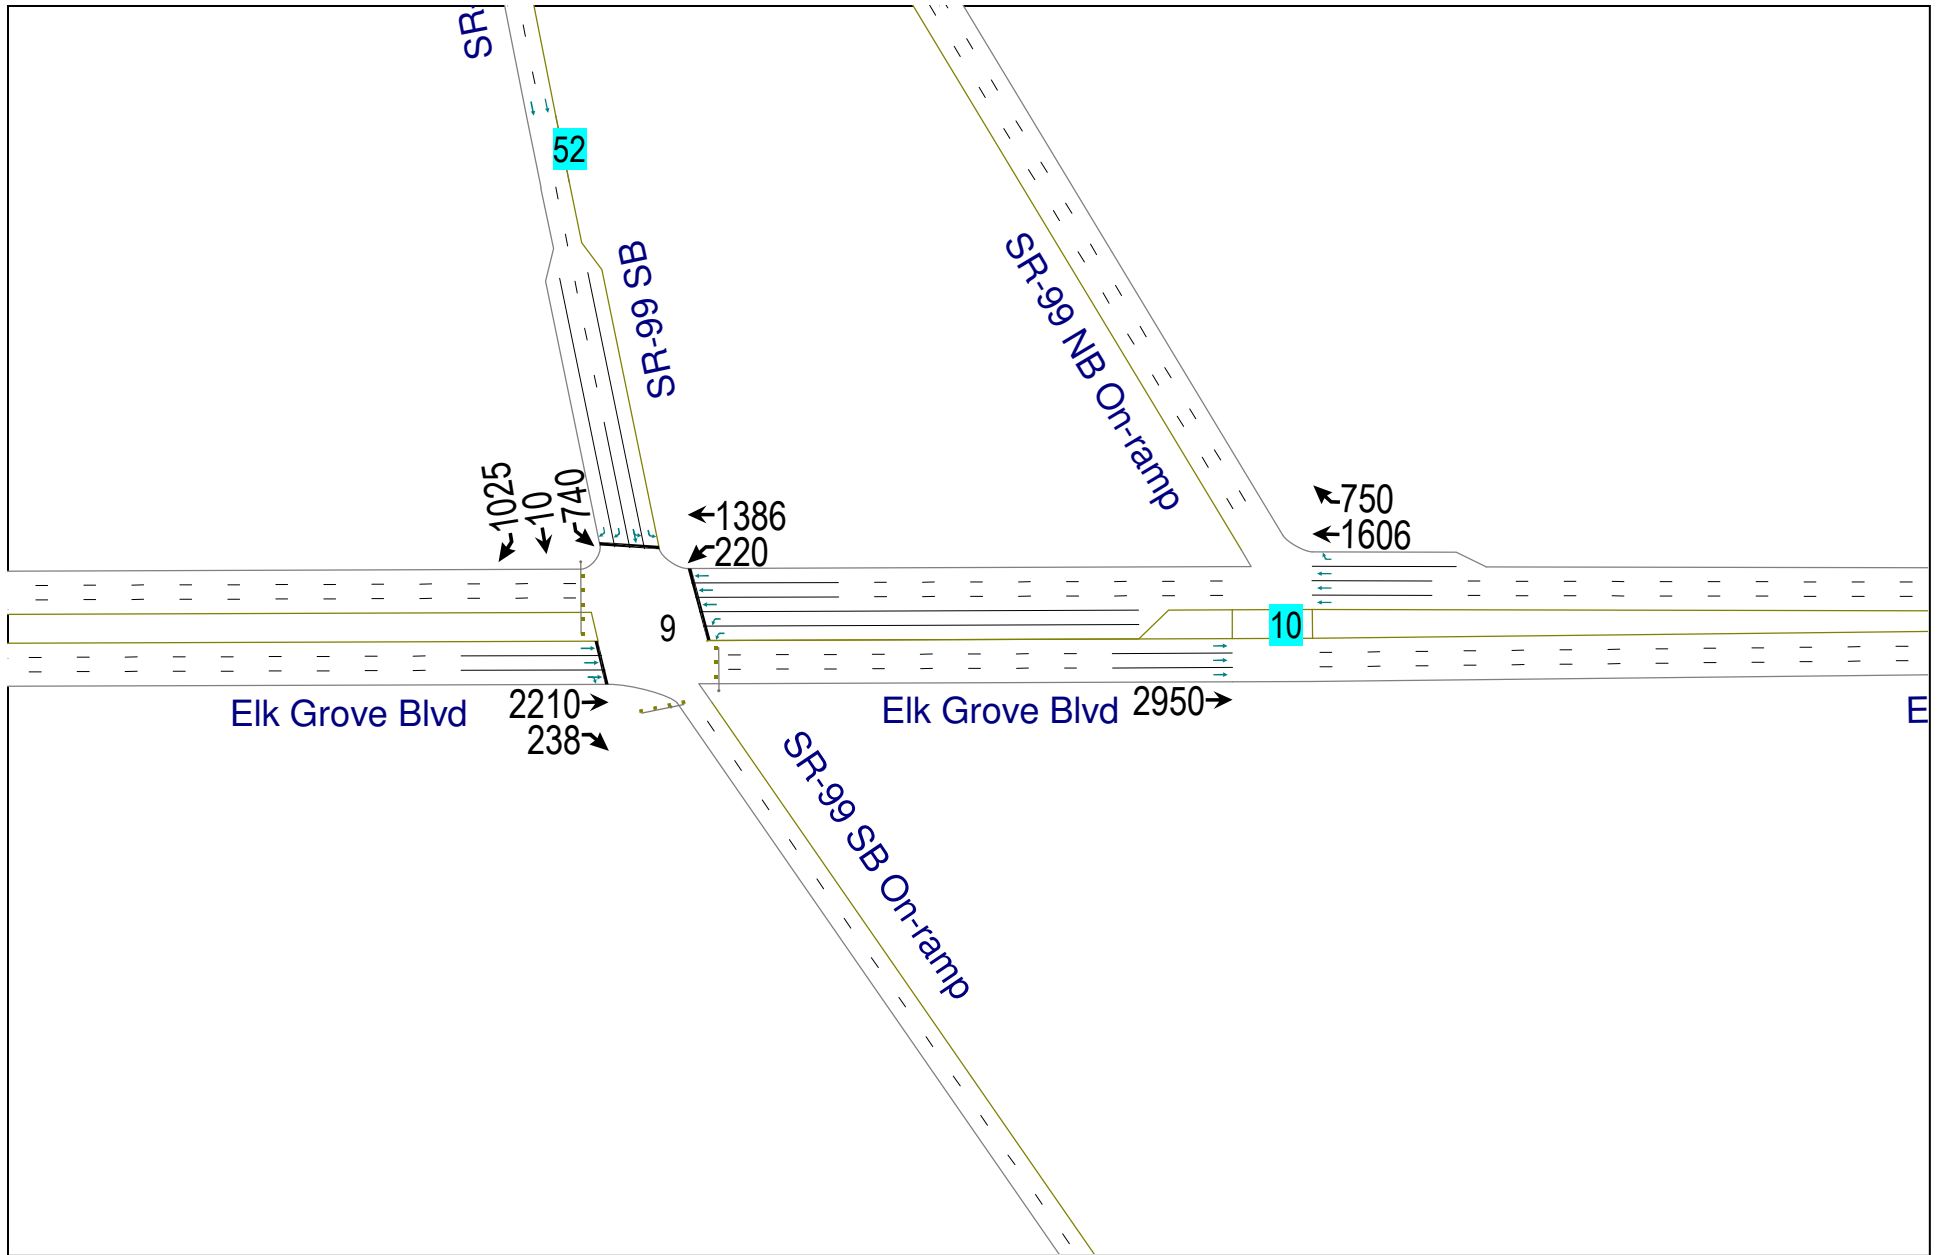 SR-
52
SR-99 SB
SR-99 NB On-ramp
1025
10
740
1386
220
750
1606
9
10
Elk Grove Blvd
2210
238
Elk Grove Blvd
2950
E
SR-99 SB On-ramp